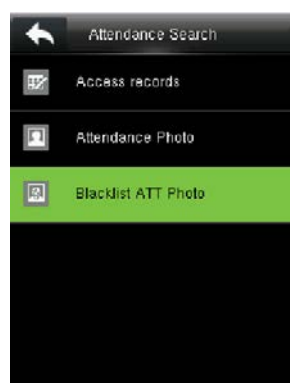 Attendance Search
Access records
Attendance Photo
Blacklist ATT Photo